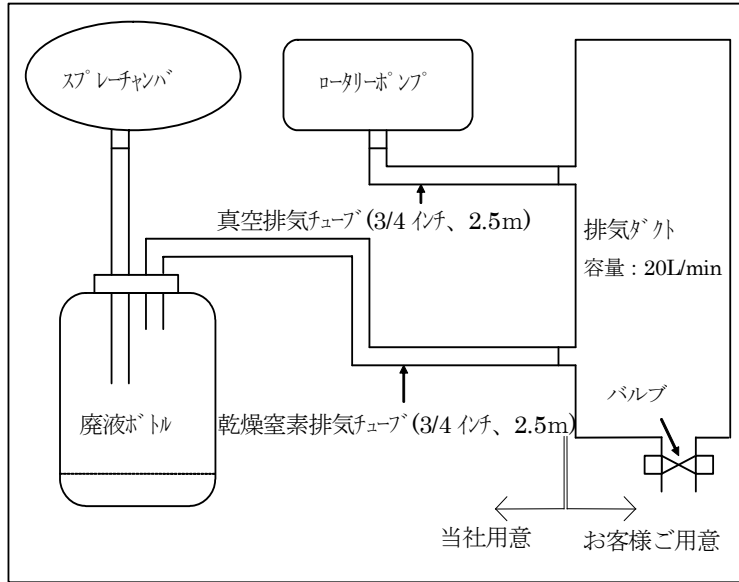 スプレーチャンバ
ロータリーポンプ
真空排気チューブ(3/4 インチ、2.5m)
排気ダクト
容量：20L/min
バルブ
廃液ボトル
乾燥窒素排気チューブ(3/4 インチ、2.5m)
当社用意
お客様ご用意